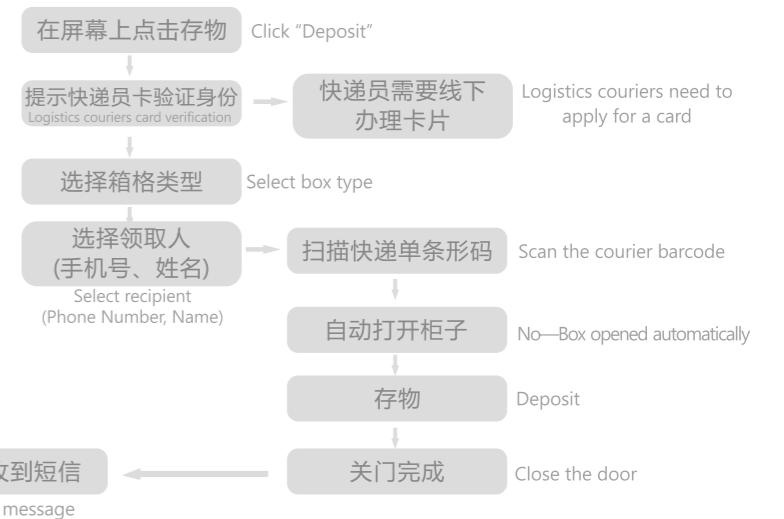 在屏幕上点击存物
Click “Deposit”
提示快递员卡验证身份
Logistics couriers card verification
快递员需要线下
办理卡片
Logistics couriers need to
apply for a card
选择箱格类型
Select box type
选择领取人
(手机号、姓名)
Select recipient
(Phone Number, Name)
扫描快递单条形码
Scan the courier barcode
自动打开柜子
No—Box opened automatically
存物
Deposit
关门完成
Close the door
到短信
message